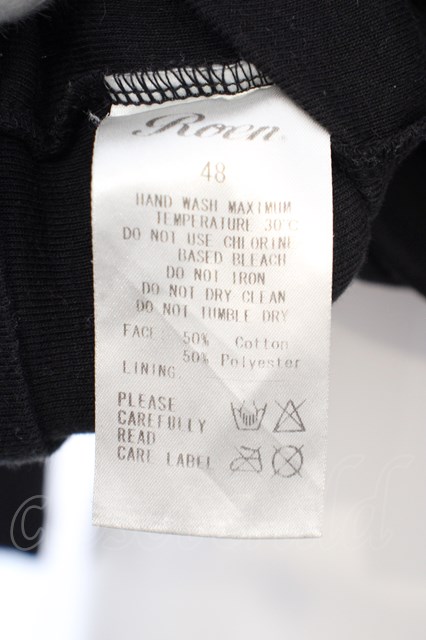 Roen
48
HAND WASH MAXIMUM
TEMPERATURE 30°C
DO NOT USE CHLORINE
BASED BLEACH
DO NOT IRON
DO NOT DRY CLEAN
DO NOT TUMBLE DRY
FACE 50% Cotton
50% Polyester
LINING
PLEASE
CAREFULLY
READ
CARE LABEL